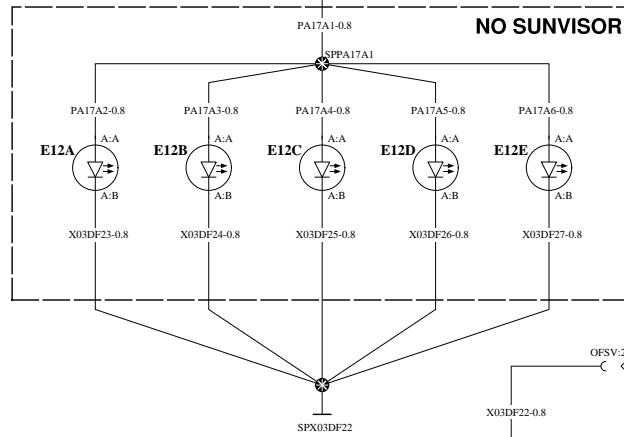 PA17A1-0.8
NO SUNVISOR
SPPA17A1
PA17A2-0.8 PA17A3-0.8 PA17A4-0.8 PA17A5-0.8 PA17A6-0.8
A:A A:A A:A A:A A:A
E12A E12B E12C E12D E12E
A:B A:B A:B A:B A:B
X03DF23-0.8 X03DF24-0.8 X03DF25-0.8 X03DF26-0.8 X03DF27-0.8
OFSV:2
X03DF22-0.8
SPX03DF22